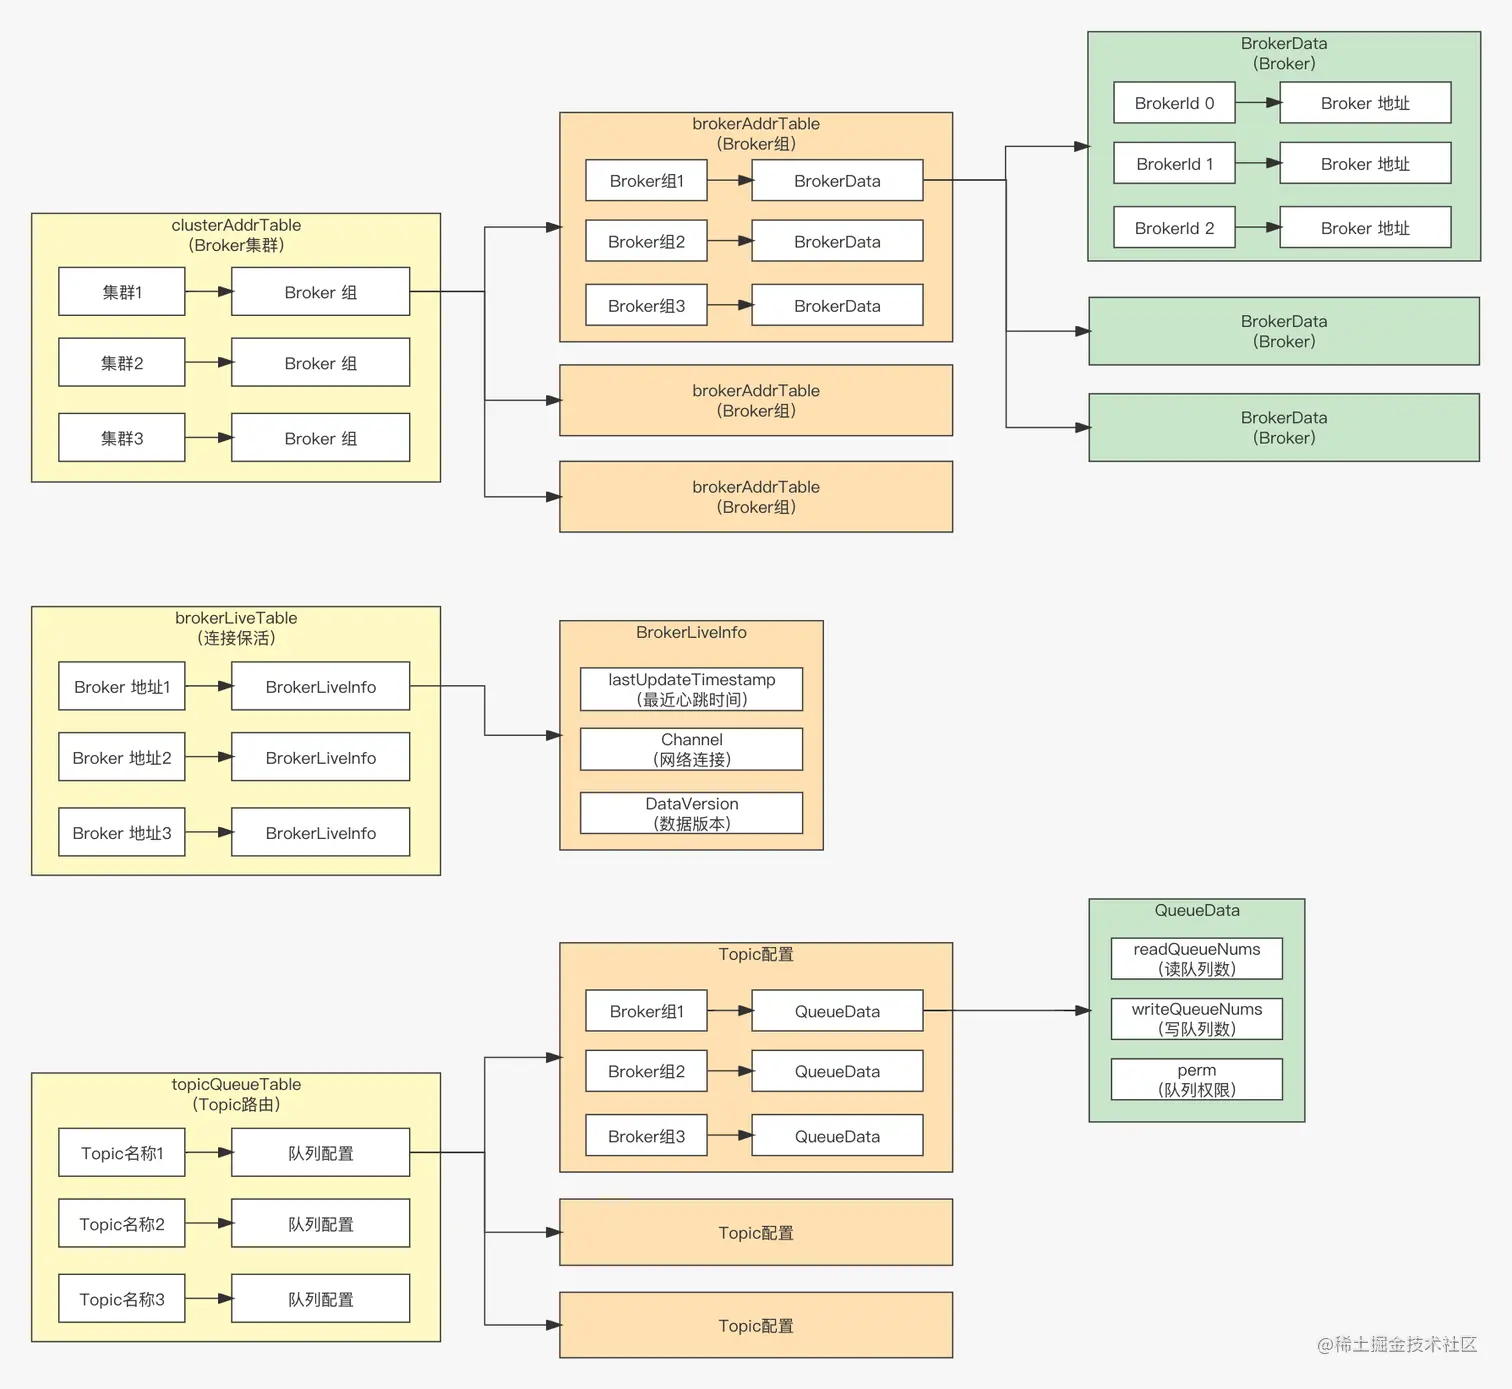 clusterAddrTable
（Broker集群）
集群1
Broker 组
集群2
Broker 组
集群3
Broker 组
brokerAddrTable
（Broker组）
Broker组1
BrokerData
Broker组2
BrokerData
Broker组3
BrokerData
brokerAddrTable
（Broker组）
brokerAddrTable
（Broker组）
BrokerData
（Broker）
BrokerId 0
Broker 地址
BrokerId 1
Broker 地址
BrokerId 2
Broker 地址
BrokerData
（Broker）
BrokerData
（Broker）
brokerLiveTable
（连接保活）
Broker 地址1
BrokerLiveInfo
Broker 地址2
BrokerLiveInfo
Broker 地址3
BrokerLiveInfo
BrokerLiveInfo
lastUpdateTimestamp
（最近心跳时间）
Channel
（网络连接）
DataVersion
（数据版本）
topicQueueTable
（Topic路由）
Topic名称1
队列配置
Topic名称2
队列配置
Topic名称3
队列配置
Topic配置
Broker组1
QueueData
Broker组2
QueueData
Broker组3
QueueData
Topic配置
Topic配置
QueueData
readQueueNums
（读队列数）
writeQueueNums
（写队列数）
perm
（队列权限）
@稀土掘金技术社区